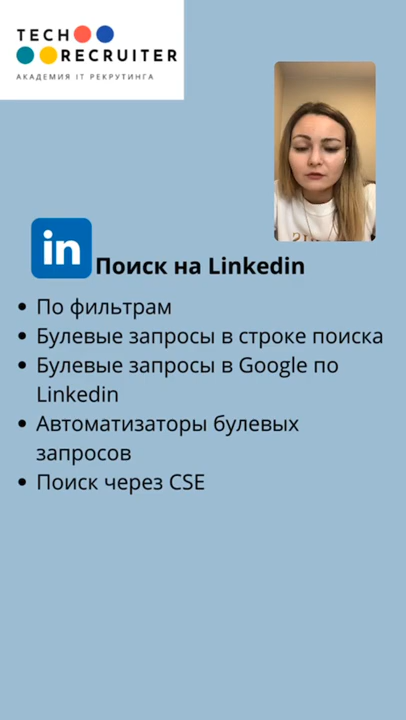 TECH
RECRUITER
АКАДЕМИЯ IT РЕКРУТИНГА
in
Поиск на Linkedin
• По фильтрам
• Булевые запросы в строке поиска
• Булевые запросы в Google по
Linkedin
• Автоматизаторы булевых
запросов
• Поиск через CSE